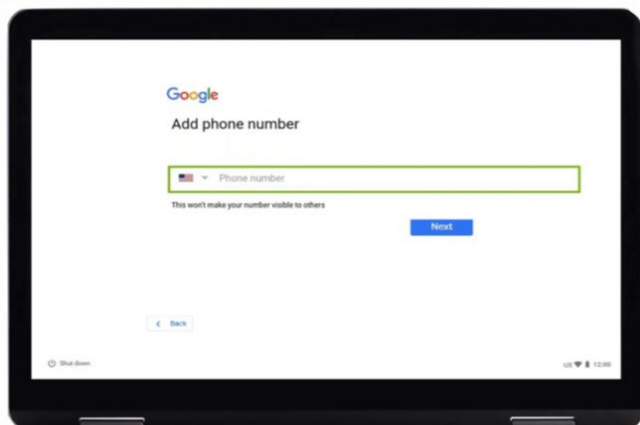 Google
Add phone number
Phone number
This won't make your number visible to others
Next
Back
Shut down
US 12:00